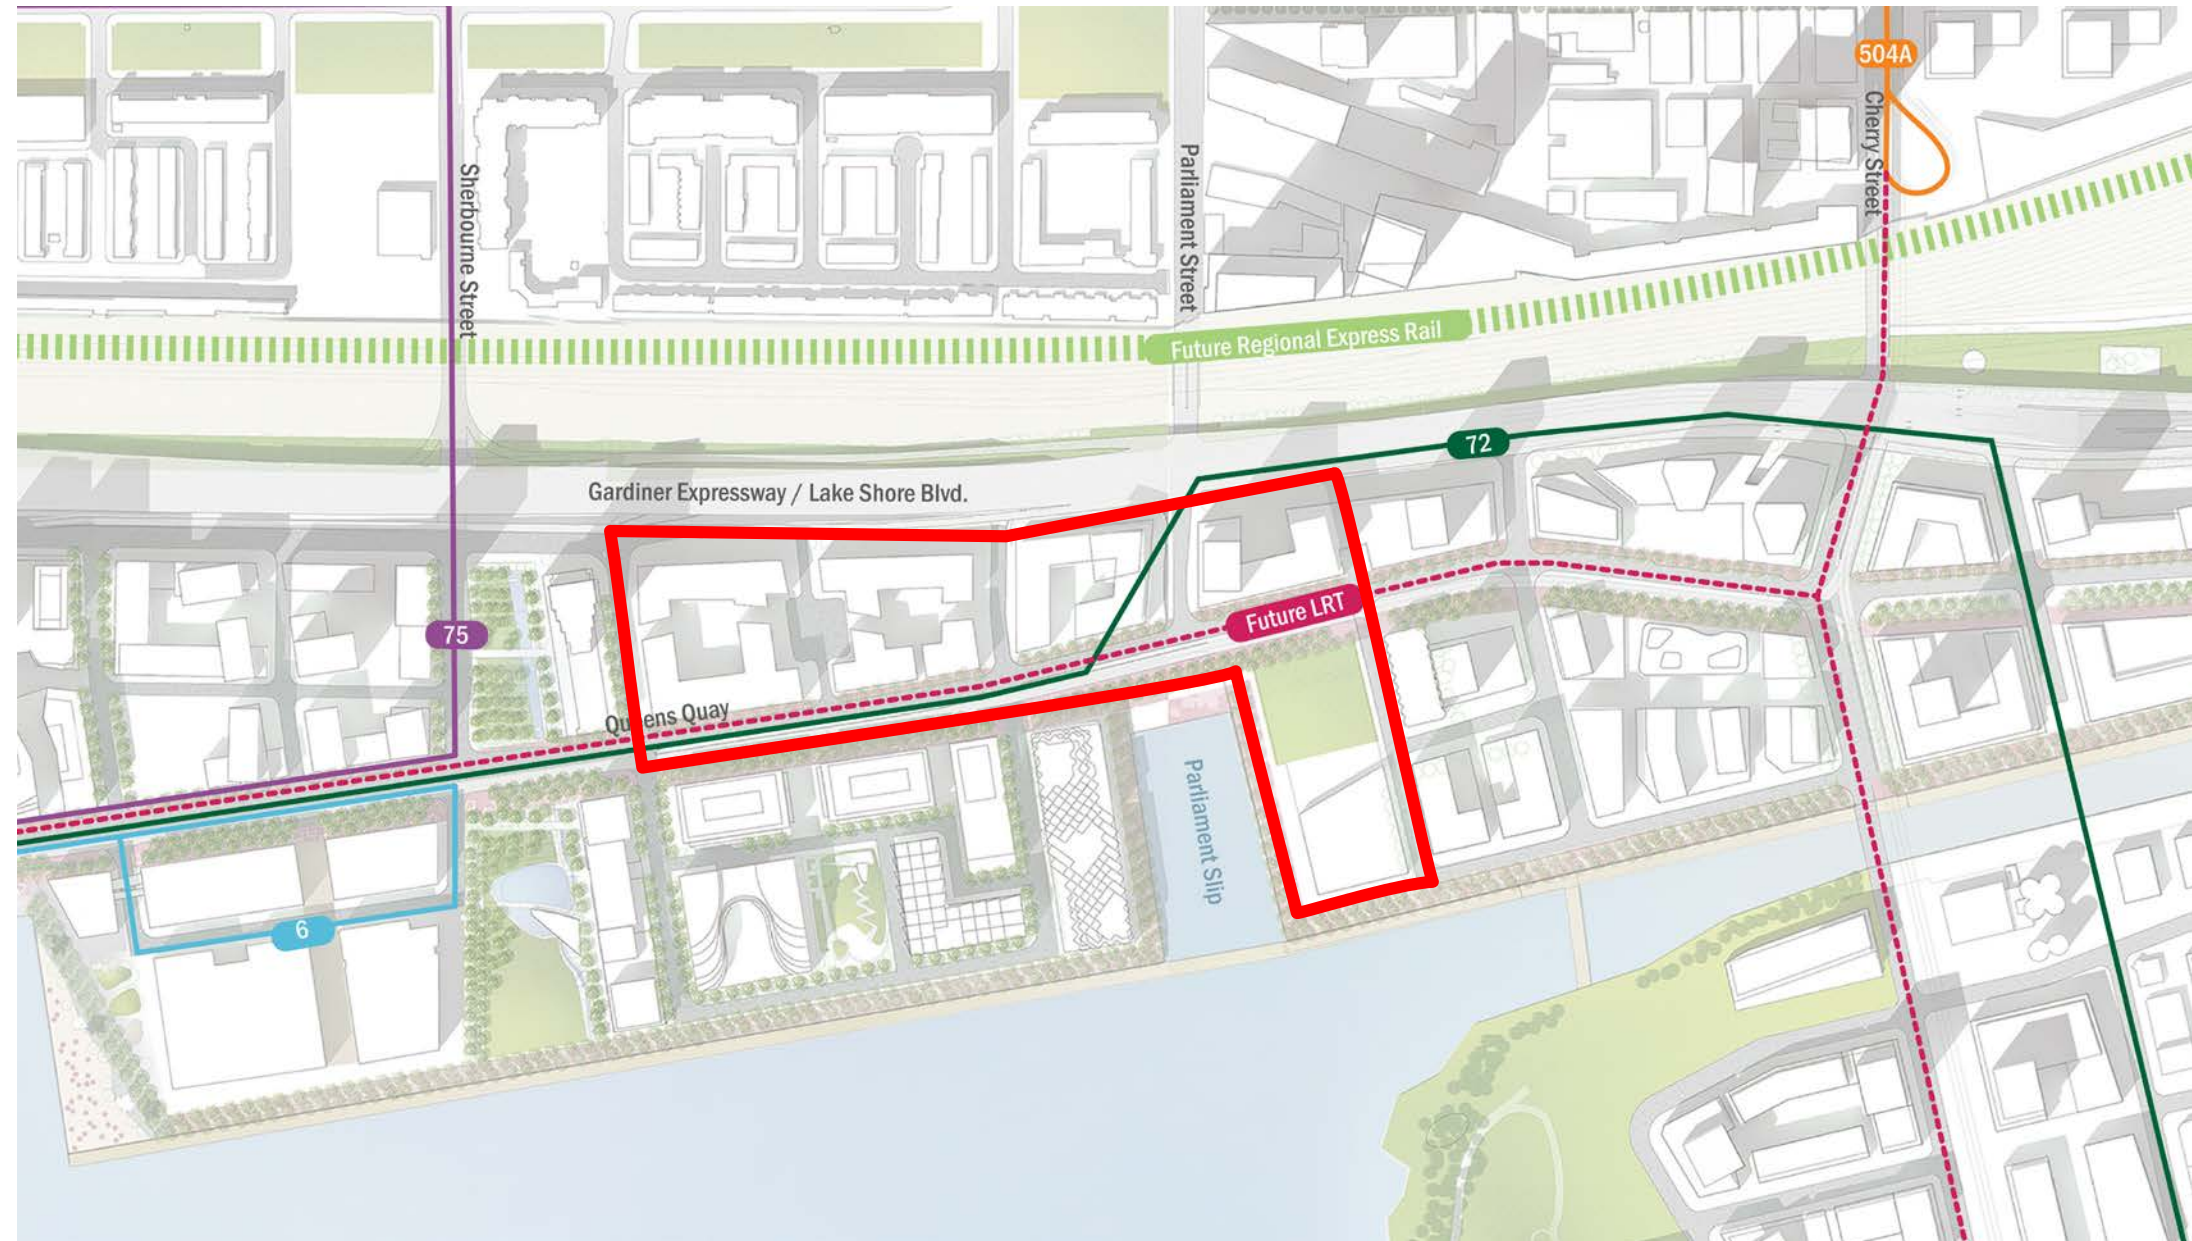 504A
Cherry Street
Sherbourne Street
Parliament Street
Future Regional Express Rail
72
Gardiner Expressway / Lake Shore Blvd.
75
Future LRT
Queens Quay
Parliament Slip
6